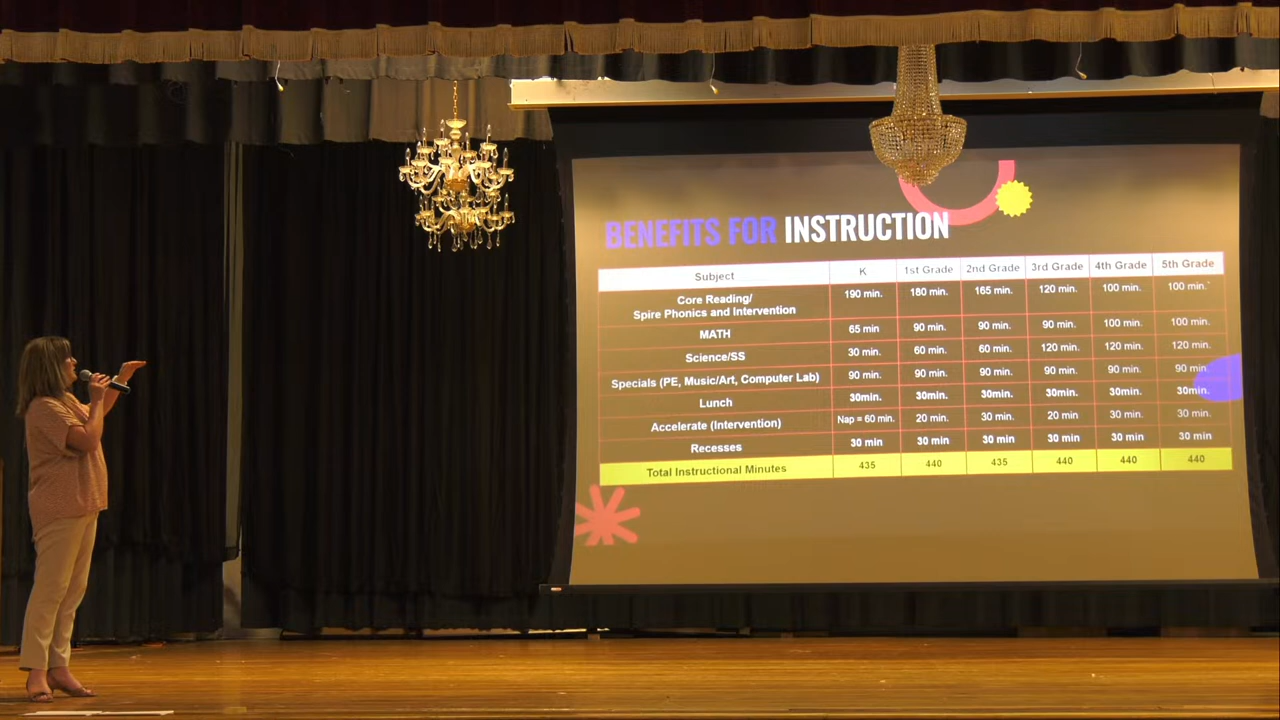 BENEFITS FOR INSTRUCTION
Subject K 1st Grade 2nd Grade 3rd Grade 4th Grade 5th Grade
Core Reading/
Spire Phonics and Intervention 190 min. 180 min. 165 min. 120 min. 100 min. 100 min.
MATH 65 min 90 min. 90 min. 90 min. 100 min. 100 min.
Science/SS 30 min. 60 min. 60 min. 120 min. 120 min. 120 min.
Specials (PE, Music/Art, Computer Lab) 90 min. 90 min. 90 min. 90 min. 90 min. 90 min.
Lunch 30min. 30min. 30min. 30min. 30min. 30min.
Accelerate (Intervention) Nap = 60 min. 20 min. 30 min. 20 min 30 min. 30 min.
Recesses 30 min 30 min 30 min 30 min 30 min 30 min
Total Instructional Minutes 435 440 435 440 440 440